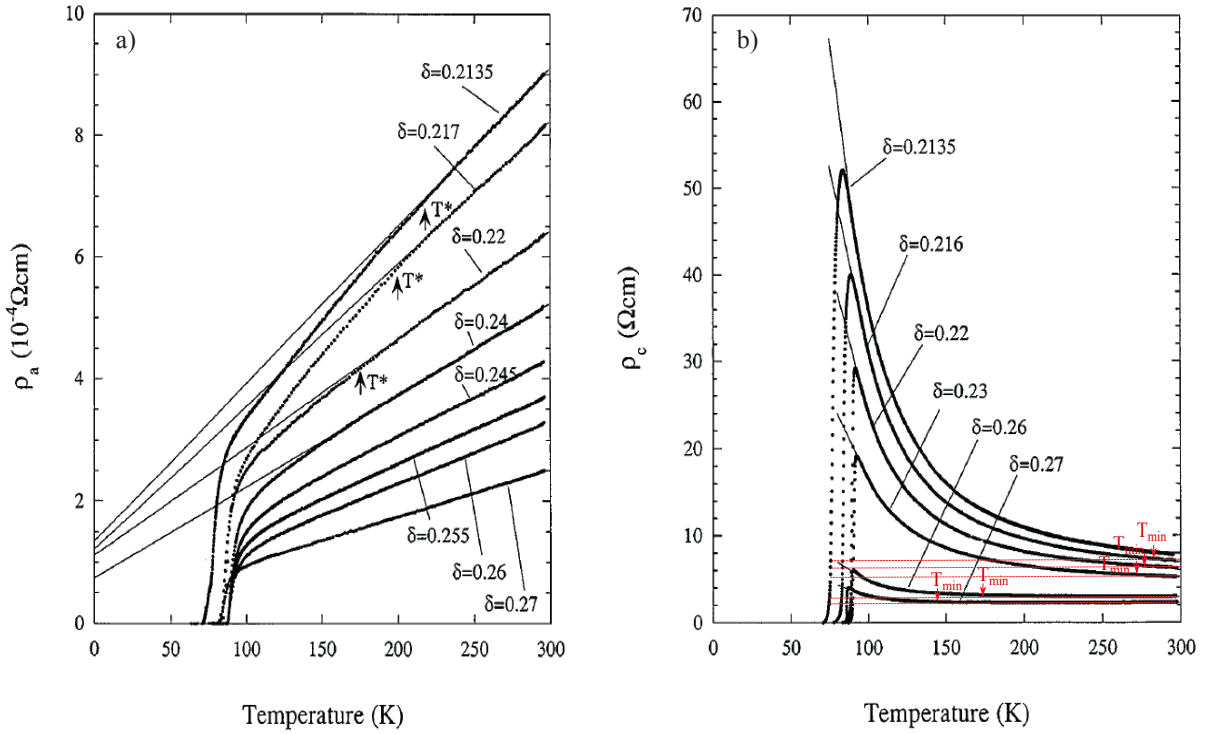 a)
10
8
6
4
2
0
ρa (10-4Ωcm)
δ=0.2135
δ=0.217
T*
δ=0.22
T*
δ=0.24
T*
δ=0.245
δ=0.255
δ=0.26
δ=0.27
0 50 100 150 200 250 300
Temperature (K)
b)
70
60
50
40
30
20
10
0
ρc (Ωcm)
δ=0.2135
δ=0.216
δ=0.22
δ=0.23
δ=0.26
δ=0.27
Tmin
Tmin
Tmin
Tmin
Tmin
0 50 100 150 200 250 300
Temperature (K)